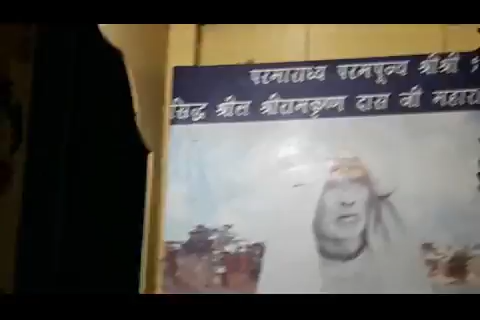 परमाराध्य परमपूज्य श्रीश्री
सिद्ध श्रील श्रीरामकृष्ण दास जी